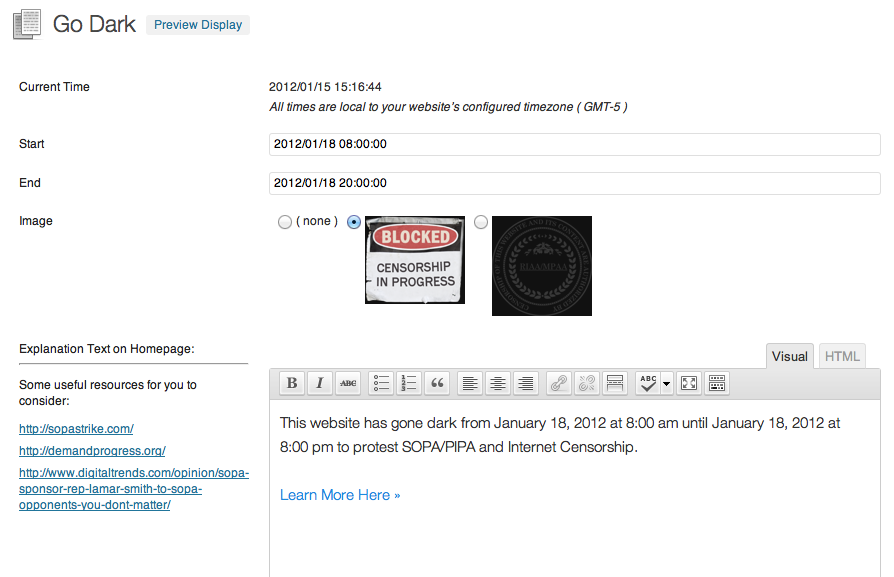 Go Dark Preview Display
Current Time
2012/01/15 15:16:44
All times are local to your website's configured timezone ( GMT-5 )
Start
2012/01/18 08:00:00
End
2012/01/18 20:00:00
Image
( none )
BLOCKED
CENSORSHIP
IN PROGRESS
RIAA/MPAA
Explanation Text on Homepage:
Some useful resources for you to
consider:
http://sopastrike.com/
http://demandprogress.org/
http://www.digitaltrends.com/opinion/sopa-
sponsor-rep-lamar-smith-to-sopa-
opponents-you-dont-matter/
Visual HTML
B I ABC ABC
This website has gone dark from January 18, 2012 at 8:00 am until January 18, 2012 at
8:00 pm to protest SOPA/PIPA and Internet Censorship.
Learn More Here »